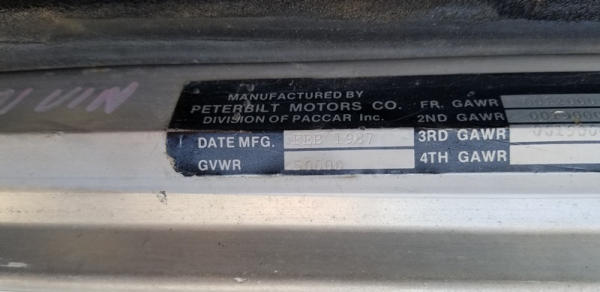 MANUFACTURED BY
PETERBILT MOTORS CO.
DIVISION OF PACCAR Inc.
DATE MFG. FEB 1987
GVWR 50000
FR. GAWR
2ND GAWR
3RD GAWR
4TH GAWR
VIN